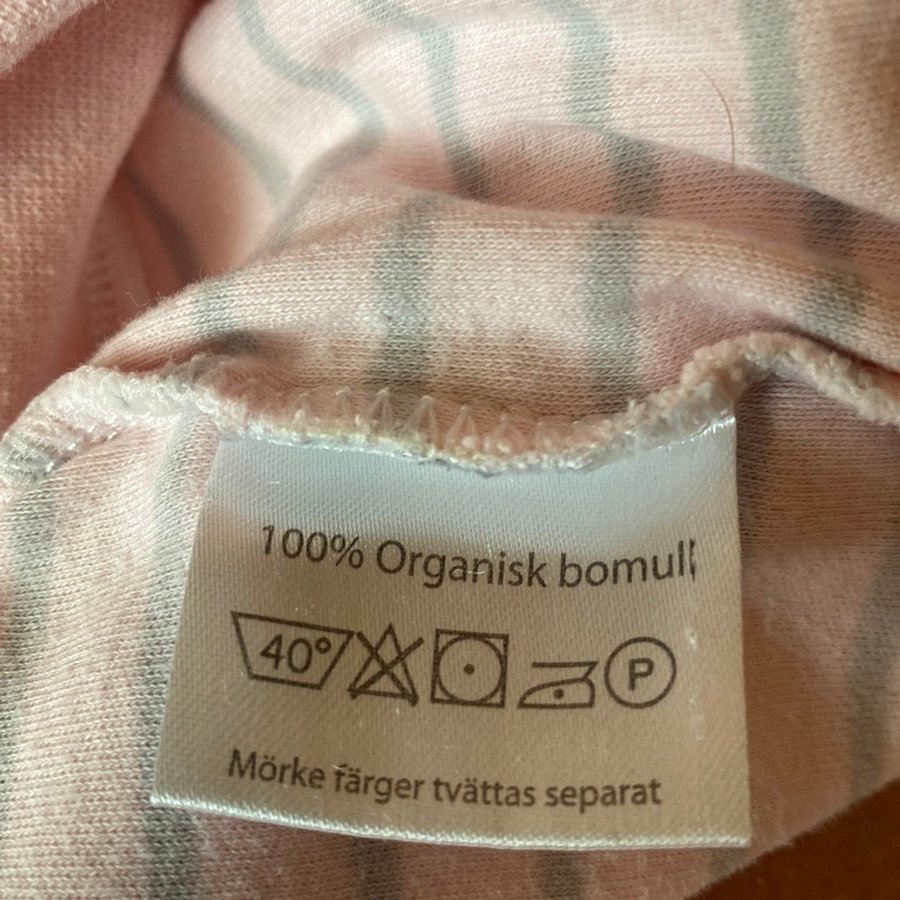 100% Organisk bomull
40° P
Mörke färger tvättas separat